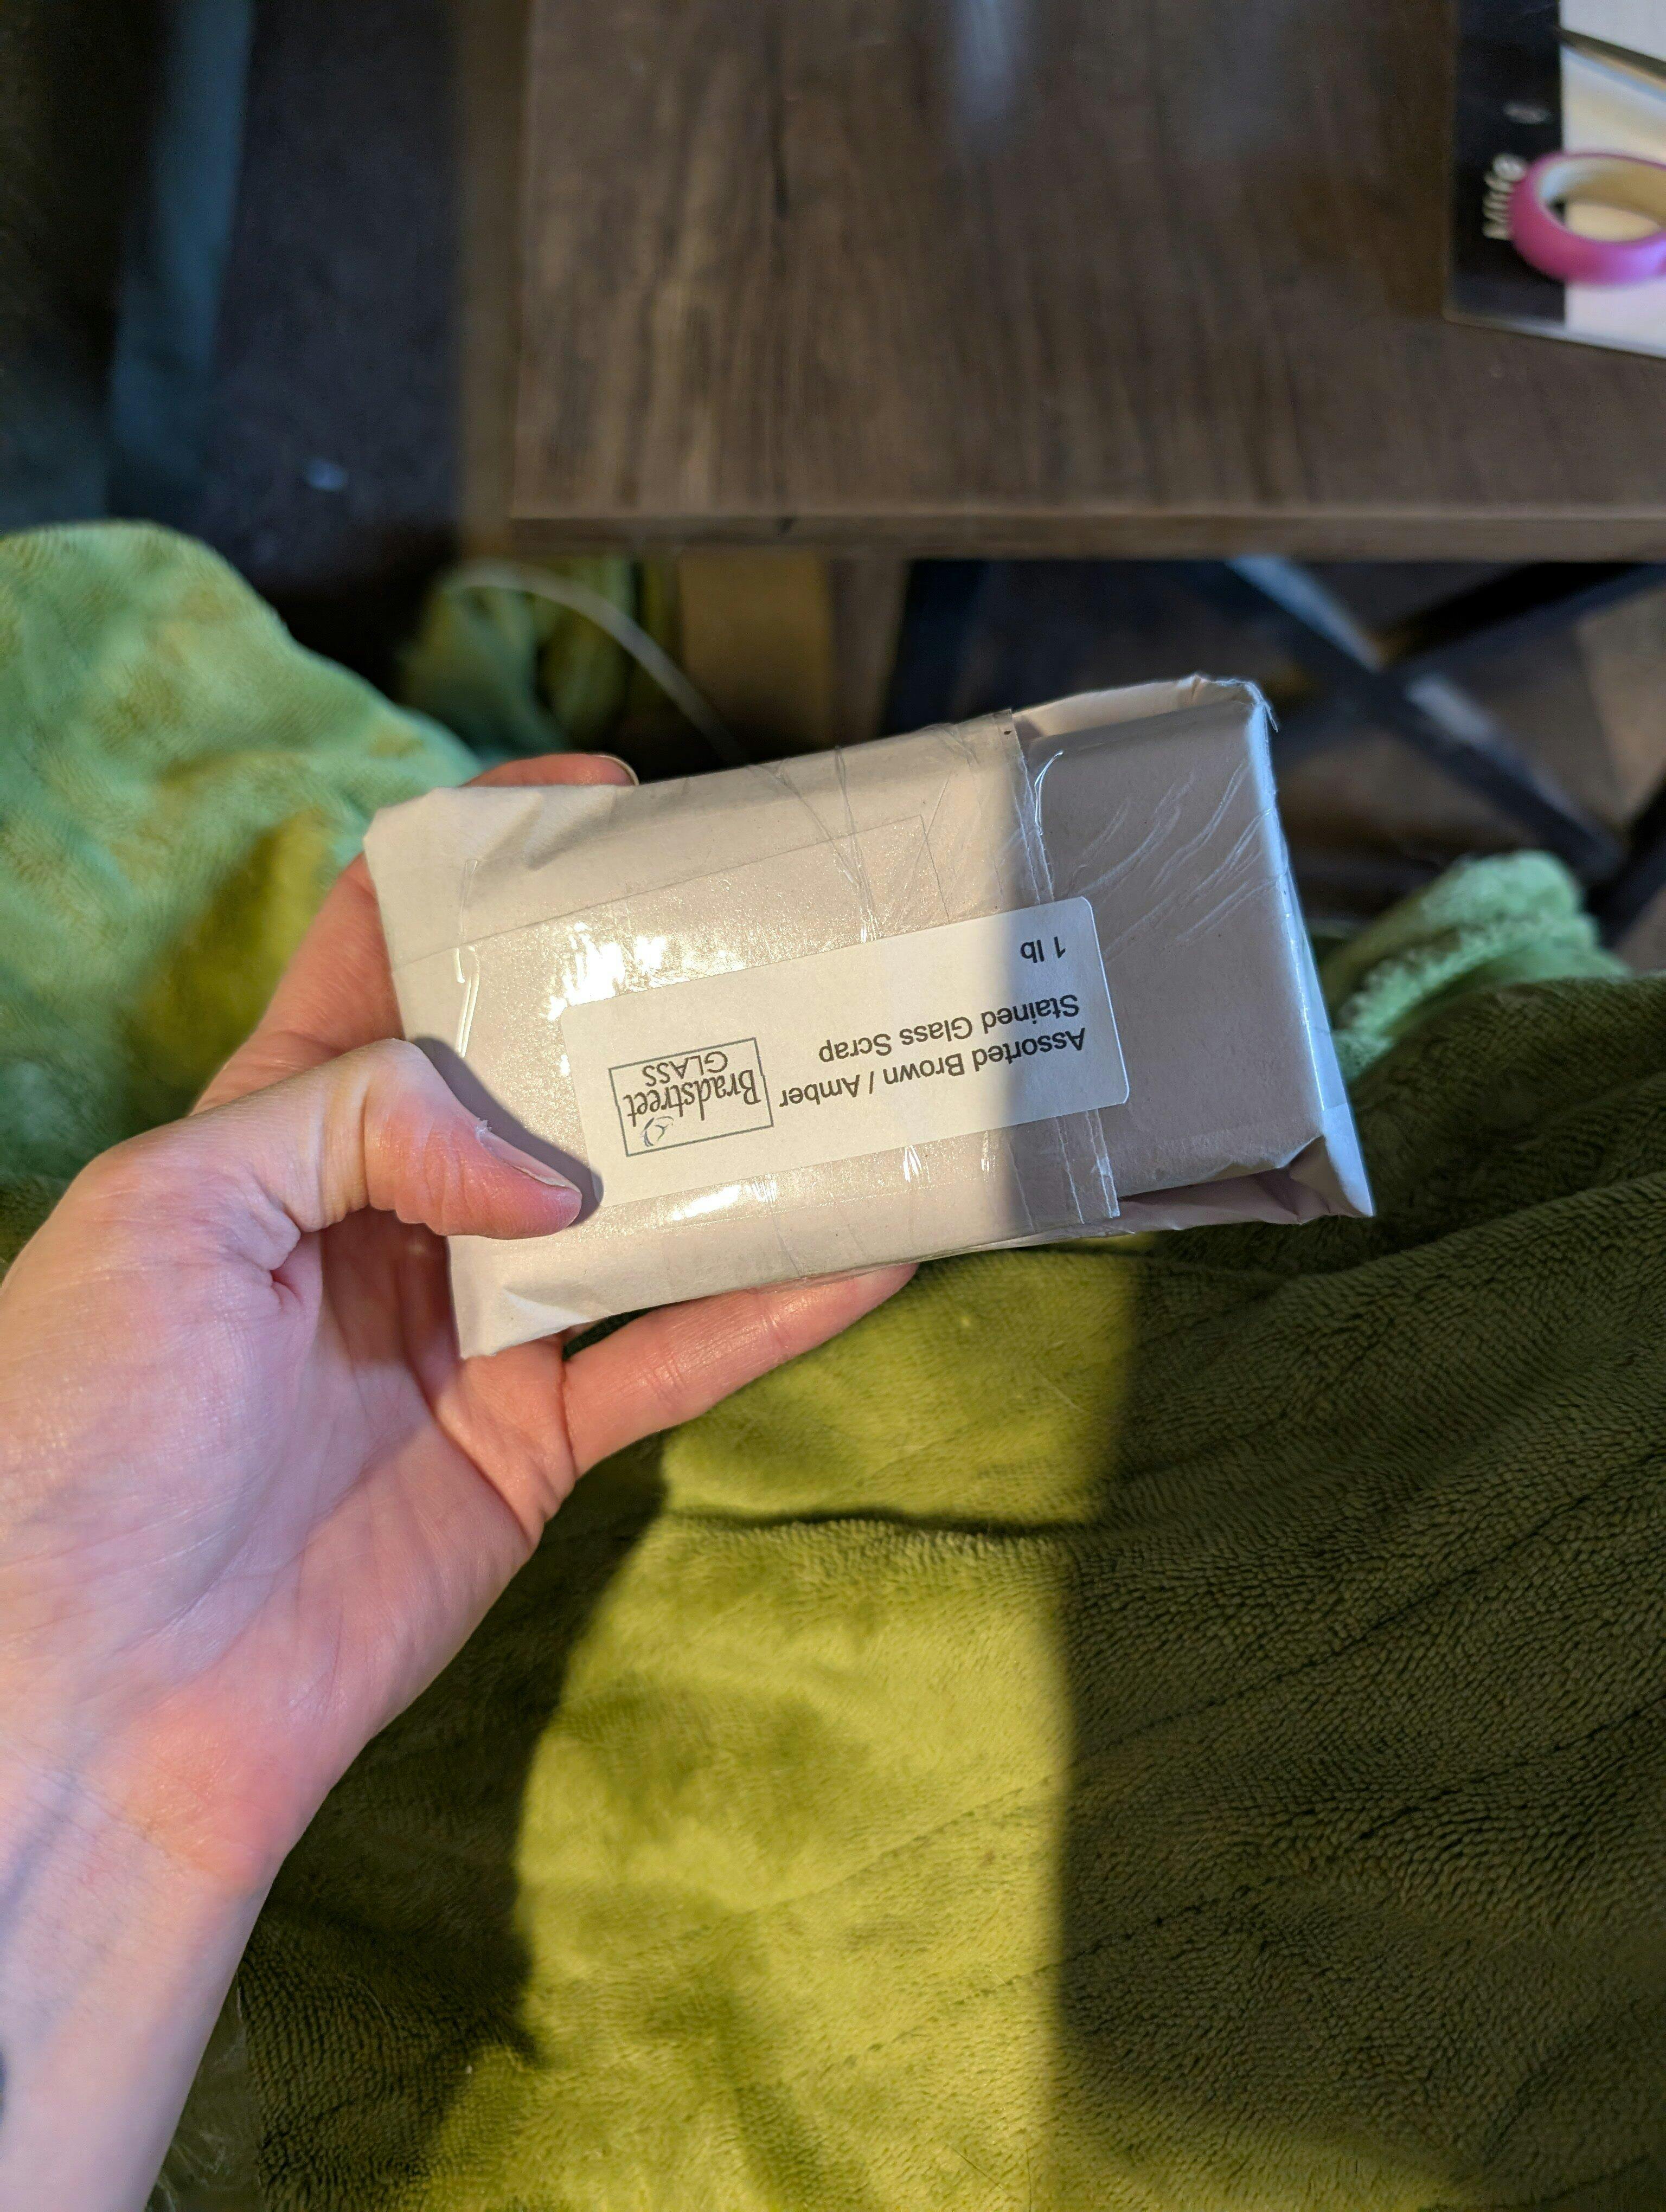 Bradstreet
GLASS
Assorted Brown / Amber
Stained Glass Scrap
1 lb